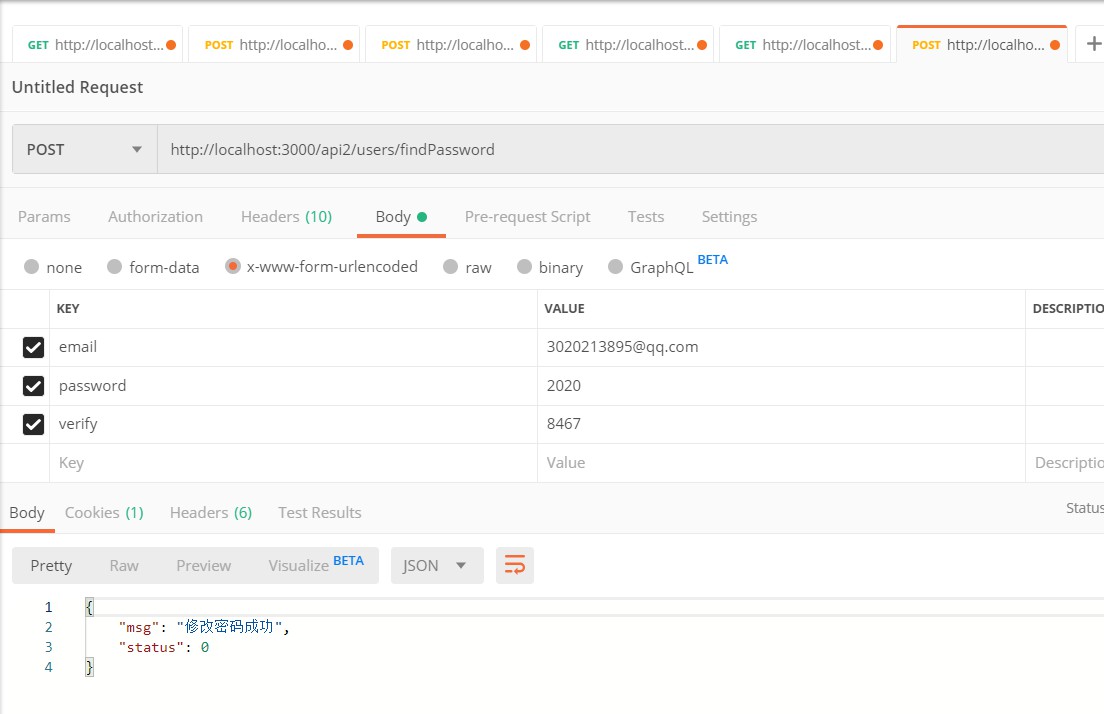 GET http://localhost... POST http://localho... POST http://localho... GET http://localhost... GET http://localhost... POST http://localho... +
Untitled Request
POST http://localhost:3000/api2/users/findPassword
Params Authorization Headers (10) Body Pre-request Script Tests Settings
none form-data x-www-form-urlencoded raw binary GraphQL BETA
KEY VALUE DESCRIPTIO
email 3020213895@qq.com
password 2020
verify 8467
Key Value Descriptio
Body Cookies (1) Headers (6) Test Results Status
Pretty Raw Preview Visualize BETA JSON
1 {
2 "msg": "修改密码成功",
3 "status": 0
4 }